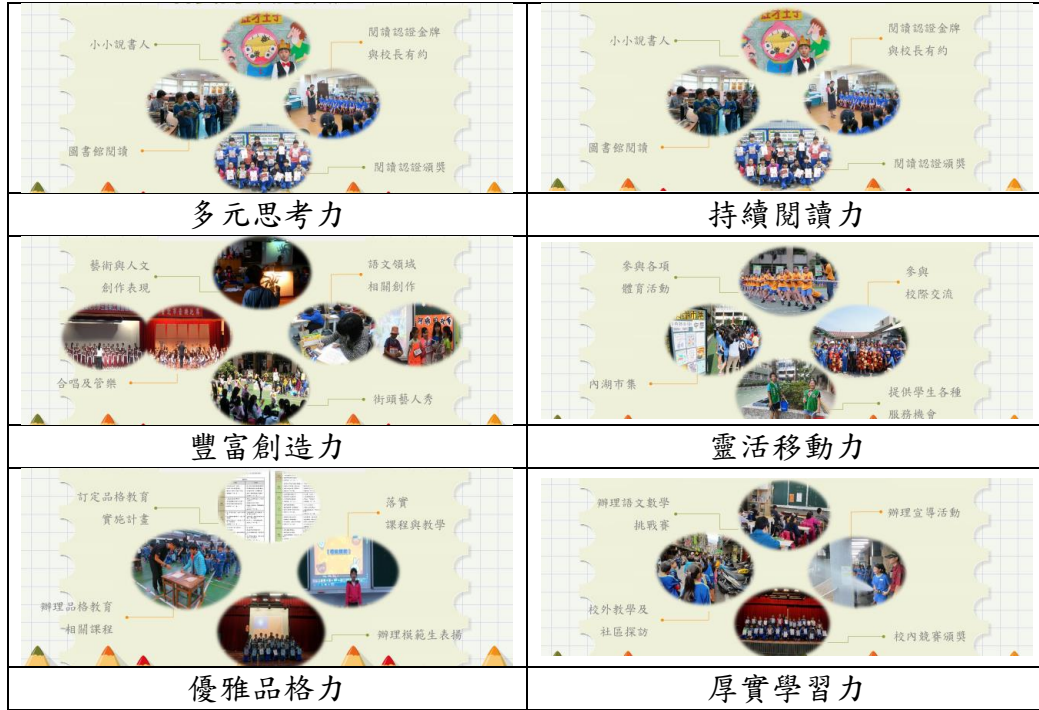 小小說書人
閱讀認證金牌
與校長有約
圖書館閱讀
閱讀認證頒獎
多元思考力
小小說書人
閱讀認證金牌
與校長有約
圖書館閱讀
閱讀認證頒獎
持續閱讀力
藝術與人文
創作表現
語文領域
相關創作
合唱及管樂
街頭藝人秀
豐富創造力
參與各項
體育活動
參與
校際交流
內湖市集
提供學生各種
服務機會
靈活移動力
訂定品格教育
實施計畫
落實
課程與教學
辦理品格教育
相關課程
辦理模範生表揚
優雅品格力
辦理語文數學
挑戰賽
辦理宣導活動
校外教學及
社區探訪
校內競賽頒獎
厚實學習力